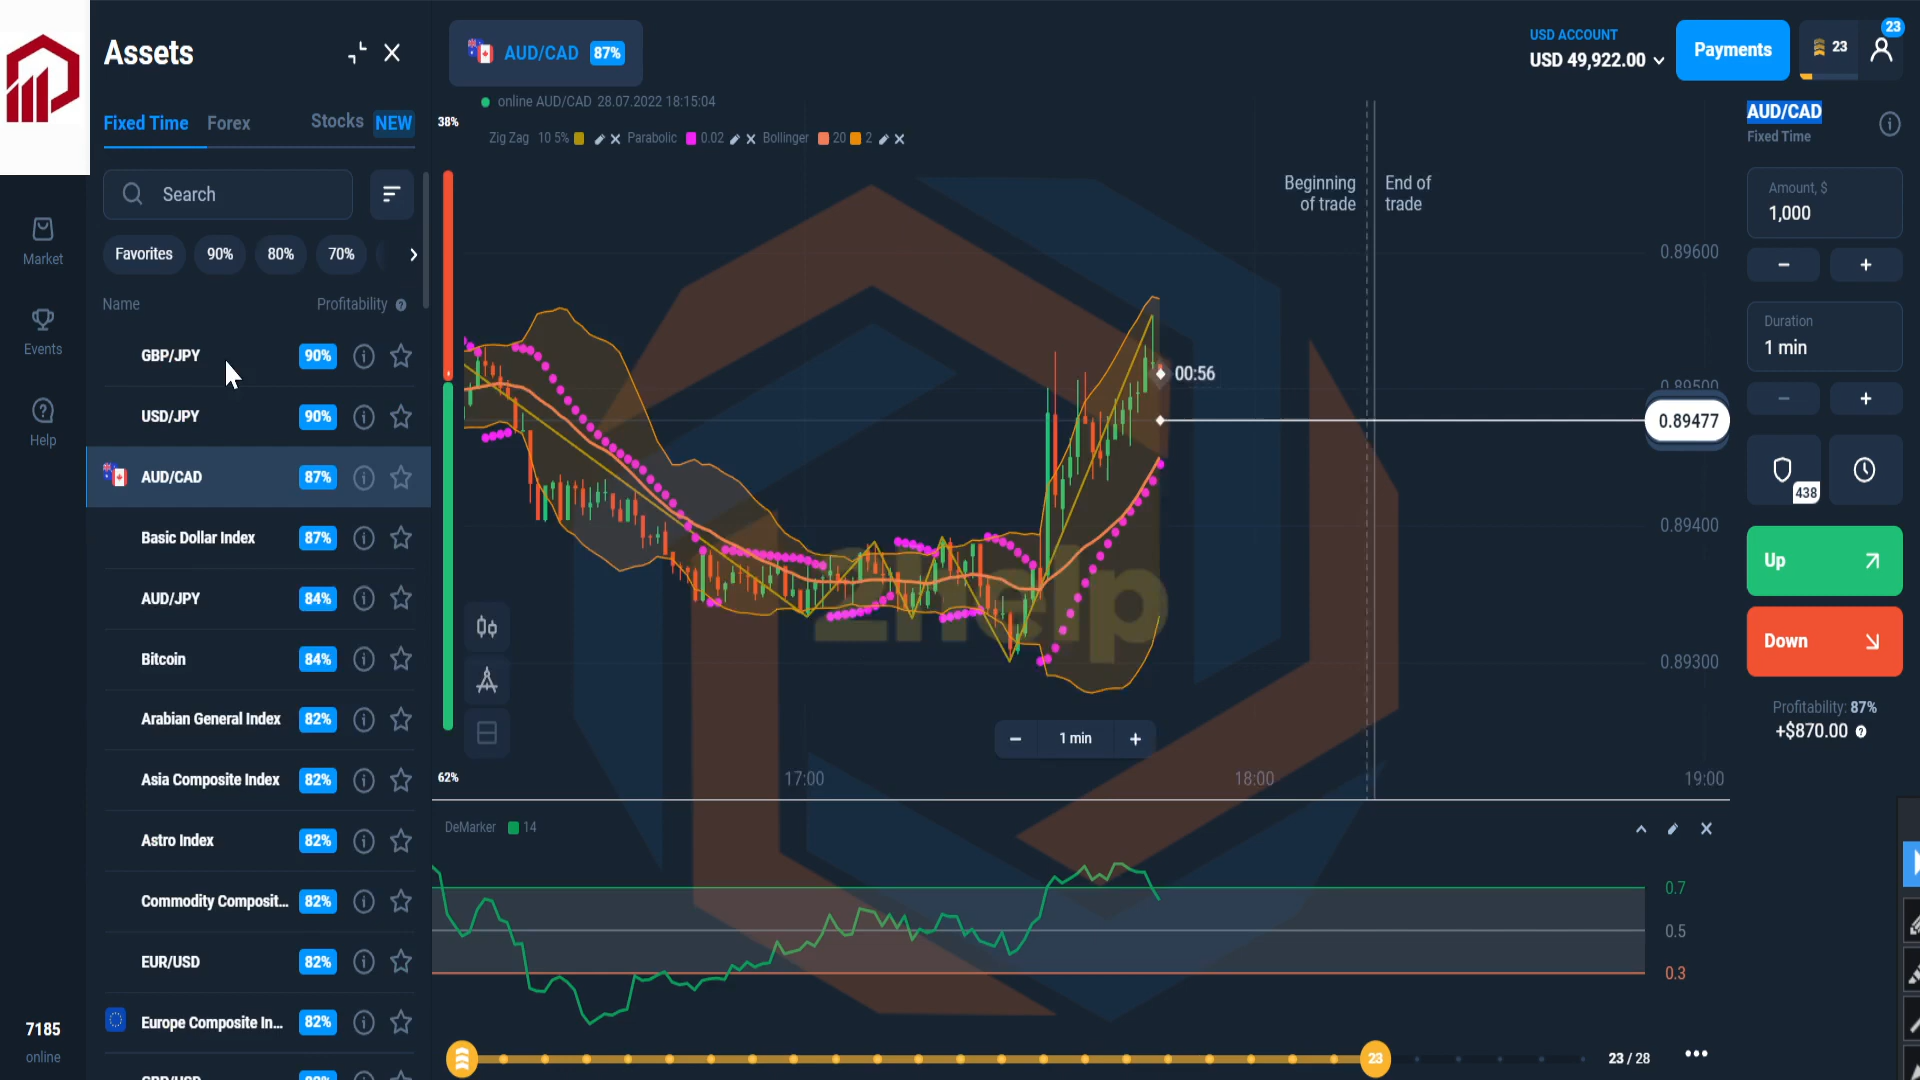 Assets
Fixed Time
Forex
Stocks
NEW
Search
Favorites
90%
80%
70%
Name
Profitability
GBP/JPY 90%
USD/JPY 90%
AUD/CAD 87%
Basic Dollar Index 87%
AUD/JPY 84%
Bitcoin 84%
Arabian General Index 82%
Asia Composite Index 82%
Astro Index 82%
Commodity Composit... 82%
EUR/USD 82%
Europe Composite In... 82%
Market
Events
Help
7185
online
AUD/CAD 87%
online AUD/CAD 28.07.2022 18:15:04
38%
Zig Zag 10 5% Parabolic 0.02 Bollinger 20 2
Beginning of trade
End of trade
00:56
0.89600
0.89500
0.89477
0.89400
0.89300
2help
1 min
62%
17:00
18:00
19:00
DeMarker 14
0.7
0.5
0.3
23
23 / 28
USD ACCOUNT
USD 49,922.00
Payments
23
23
AUD/CAD
Fixed Time
Amount, $
1,000
Duration
1 min
438
Up
Down
Profitability: 87%
+$870.00